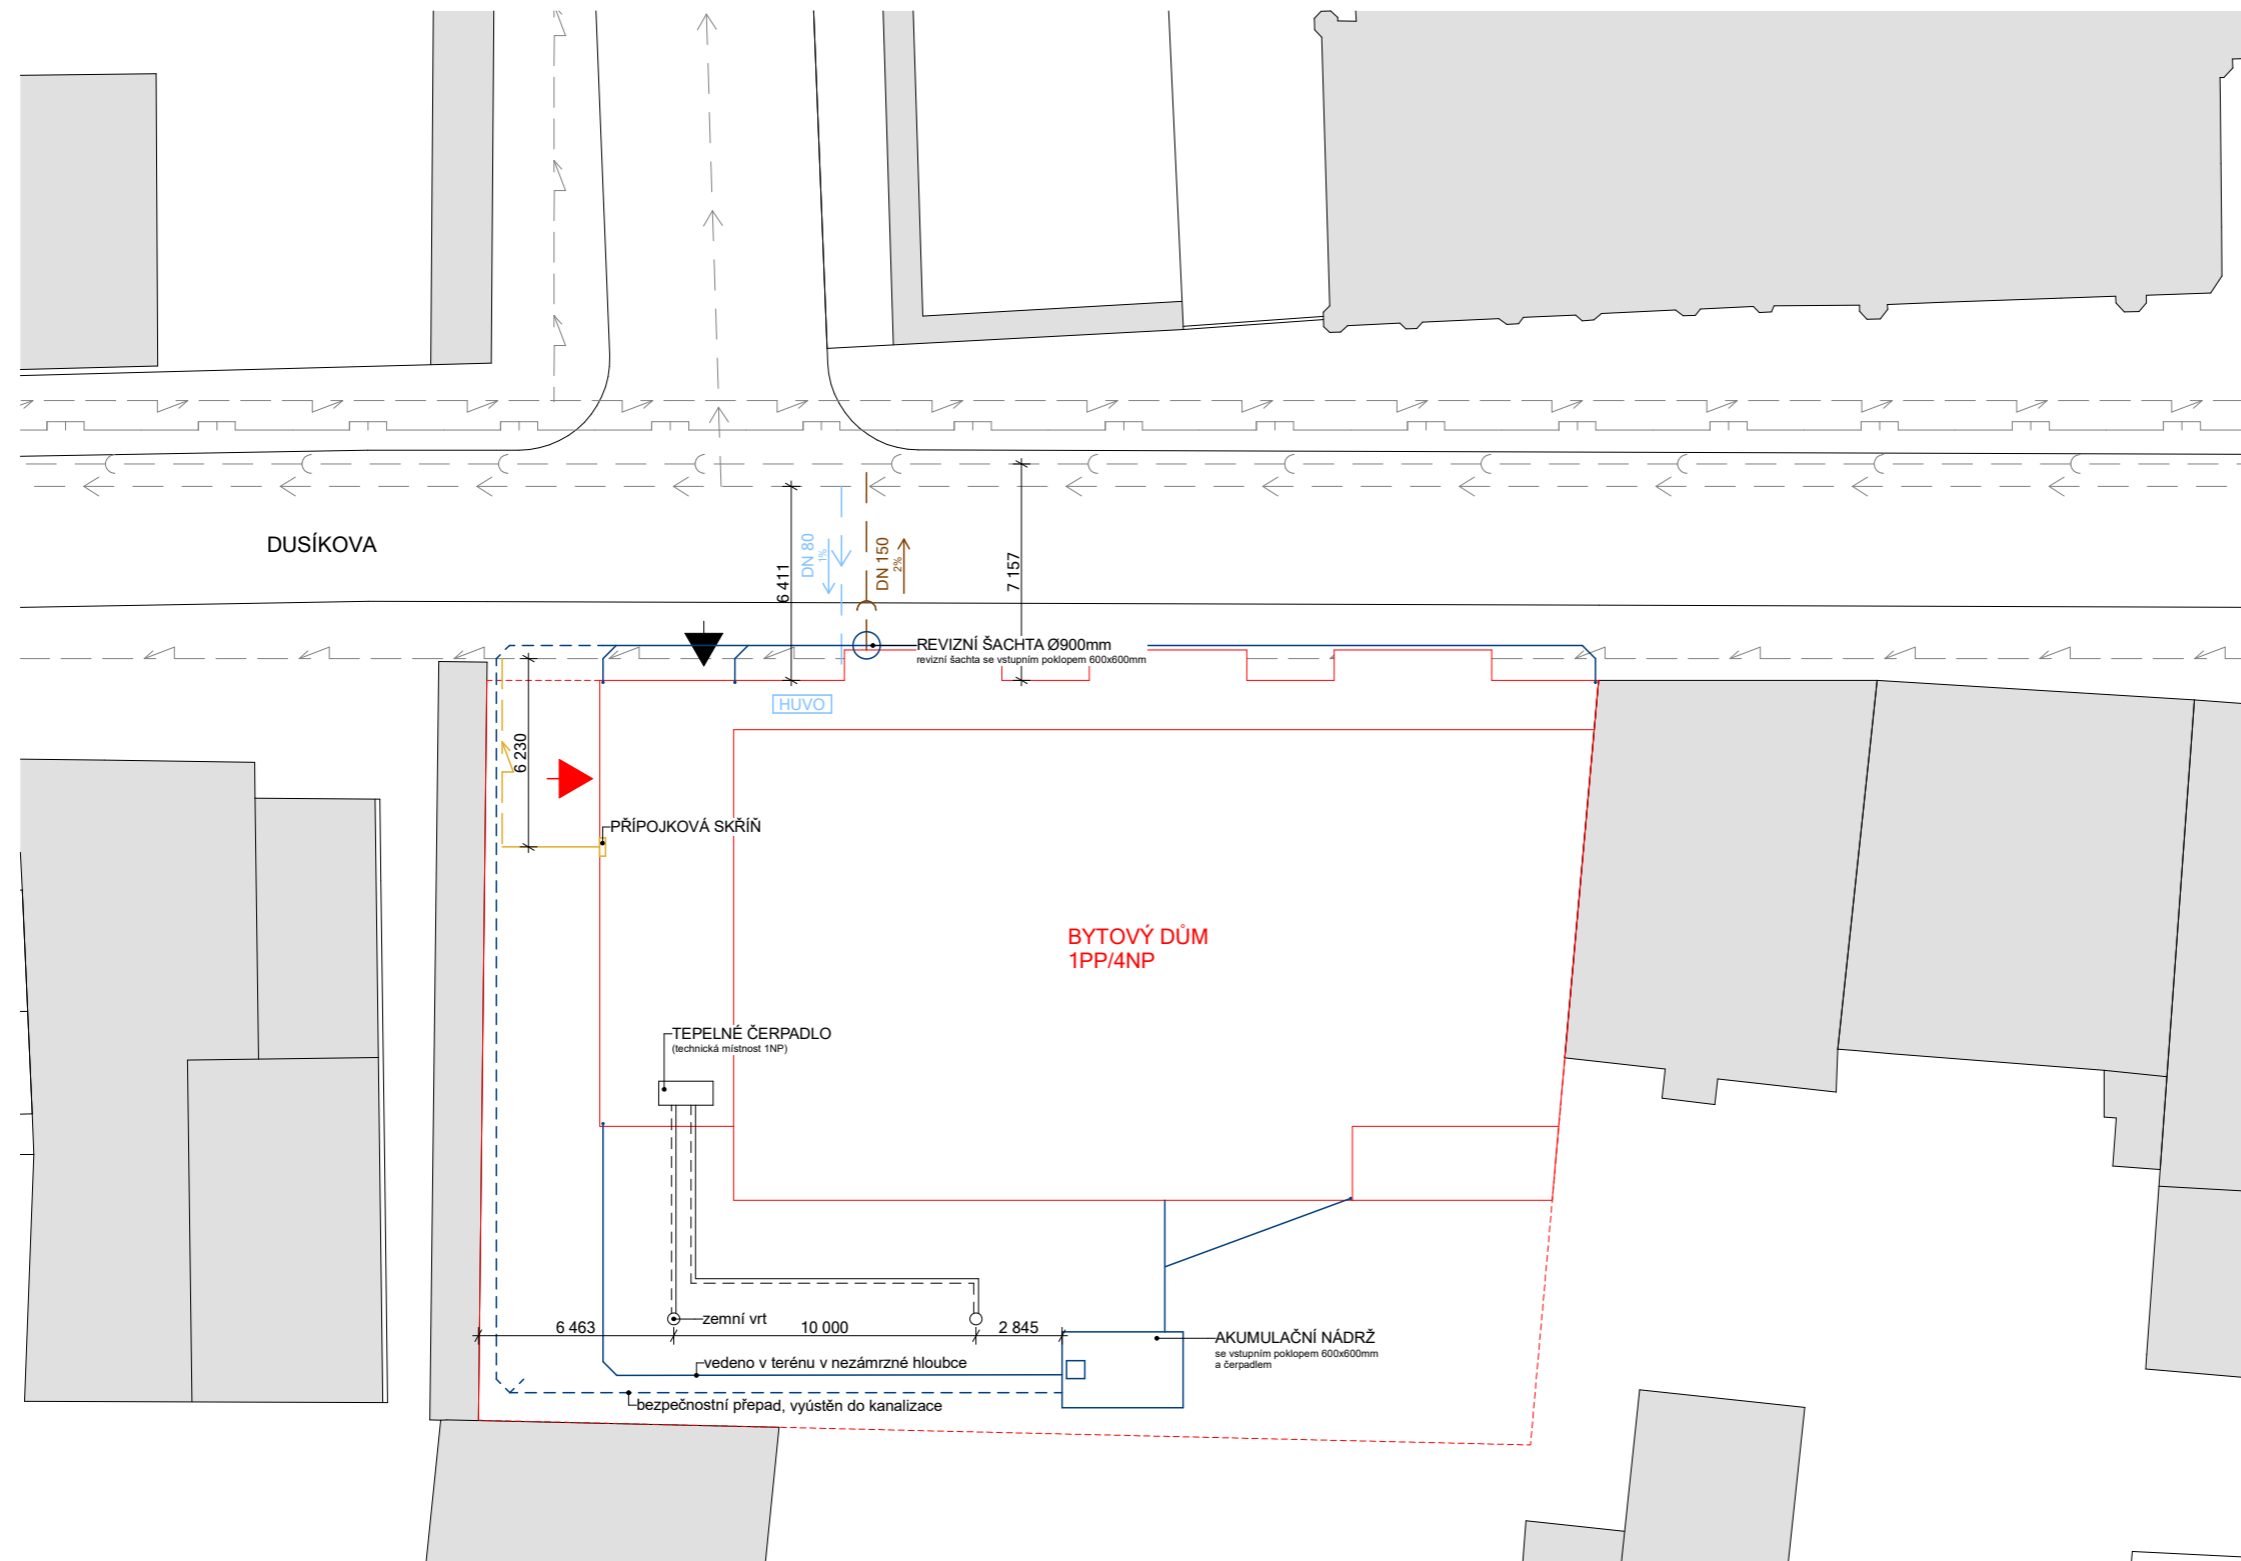 DUSÍKOVA
6 411
DN 80
1%
DN 150
2%
7 157
REVIZNÍ ŠACHTA Ø900mm
revizní šachta se vstupním poklopem 600x600mm
HUVO
6 230
PŘÍPOJKOVÁ SKŘÍŇ
BYTOVÝ DŮM
1PP/4NP
TEPELNÉ ČERPADLO
(technická místnost 1NP)
zemní vrt
6 463
10 000
2 845
AKUMULAČNÍ NÁDRŽ
se vstupním poklopem 600x600mm
a čerpadlem
vedeno v terénu v nezámrzné hloubce
bezpečnostní přepad, vyústěn do kanalizace